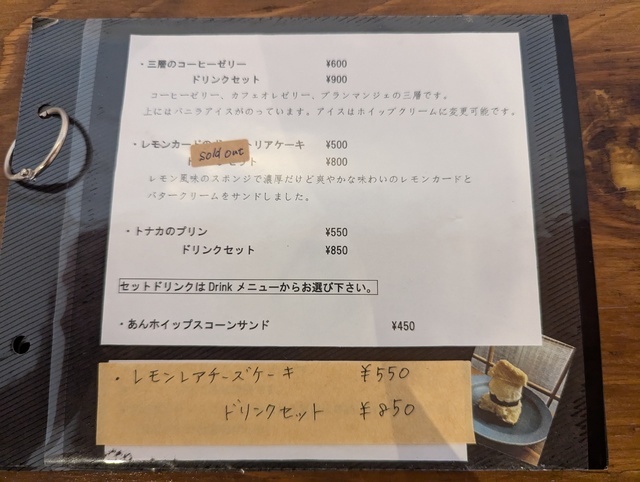 ・三層のコーヒーゼリー ¥600
ドリンクセット ¥900
コーヒーゼリー、カフェオレゼリー、ブランマンジェの三層です。
上にはバニラアイスがのっています。アイスはホイップクリームに変更可能です。
・レモンカードの トリアケーキ ¥500
sold out
セット ¥800
レモン風味のスポンジで濃厚だけど爽やかな味わいのレモンカードと
バタークリームをサンドしました。
・トナカのプリン ¥550
ドリンクセット ¥850
セットドリンクは Drink メニューからお選び下さい。
・あんホイップスコーンサンド ¥450
・レモンレアチーズケーキ ¥550
ドリンクセット ¥850